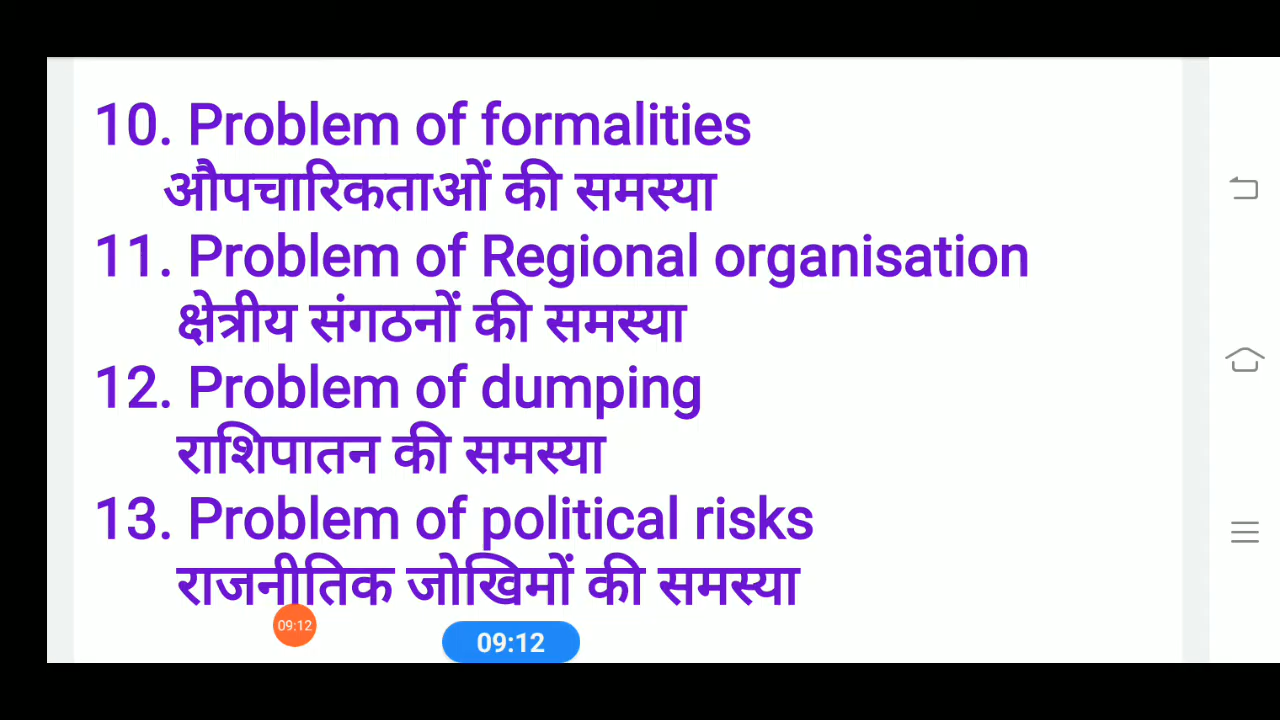 10. Problem of formalities
औपचारिकताओं की समस्या
11. Problem of Regional organisation
क्षेत्रीय संगठनों की समस्या
12. Problem of dumping
राशिपातन की समस्या
13. Problem of political risks
राजनीतिक जोखिमों की समस्या
09:12
09:12